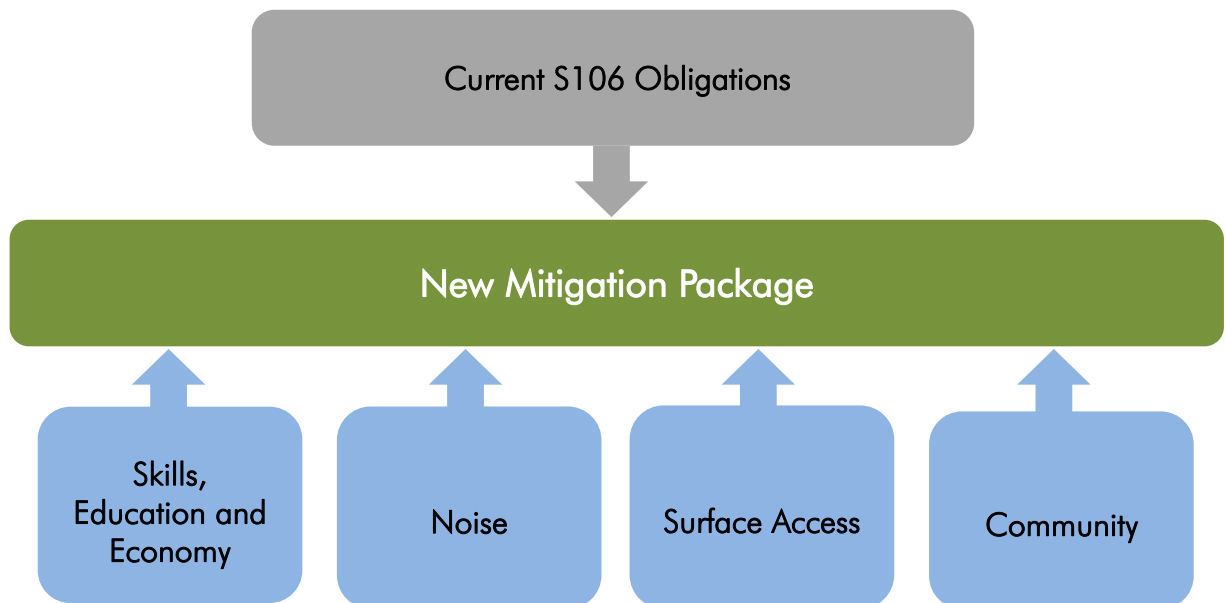 Current S106 Obligations
New Mitigation Package
Skills,
Education and
Economy
Noise
Surface Access
Community